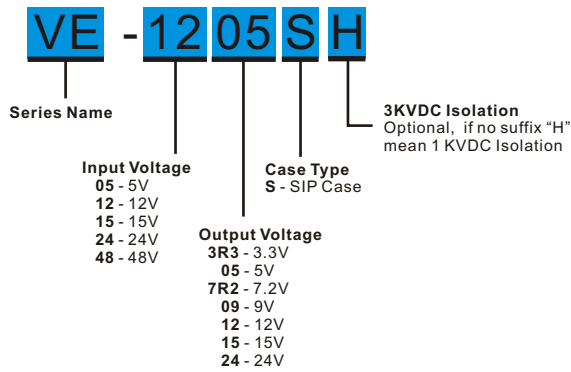 VE - 12 05 S H
Series Name
3KVDC Isolation
Optional, if no suffix “H”
mean 1 KVDC Isolation
Input Voltage
05 - 5V
12 - 12V
15 - 15V
24 - 24V
48 - 48V
Case Type
S - SIP Case
Output Voltage
3R3 - 3.3V
05 - 5V
7R2 - 7.2V
09 - 9V
12 - 12V
15 - 15V
24 - 24V